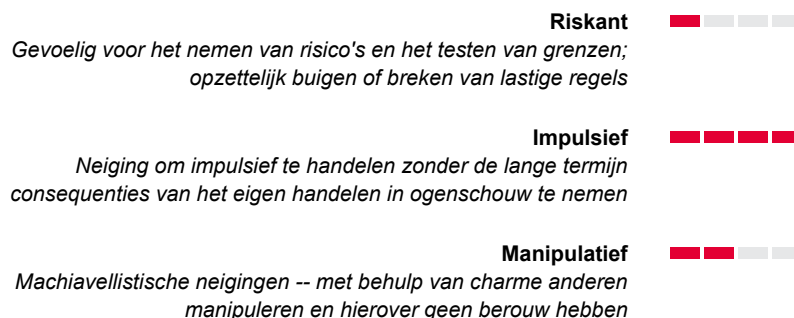 Riskant
Gevoelig voor het nemen van risico's en het testen van grenzen;
opzettelijk buigen of breken van lastige regels
Impulsief
Neiging om impulsief te handelen zonder de lange termijn
consequenties van het eigen handelen in ogenschouw te nemen
Manipulatief
Machiavellistische neigingen -- met behulp van charme anderen
manipuleren en hierover geen berouw hebben